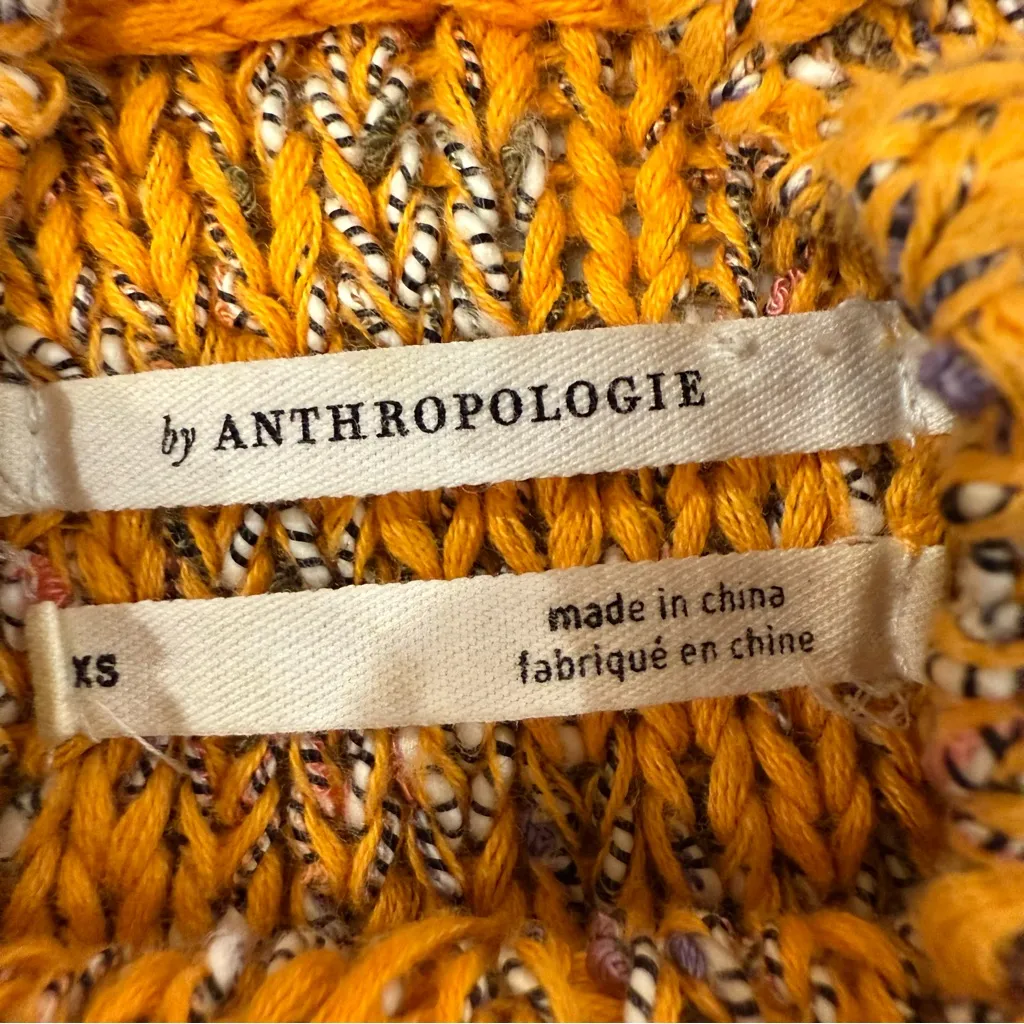 by ANTHROPOLOGIE
XS
made in china
fabriqué en chine